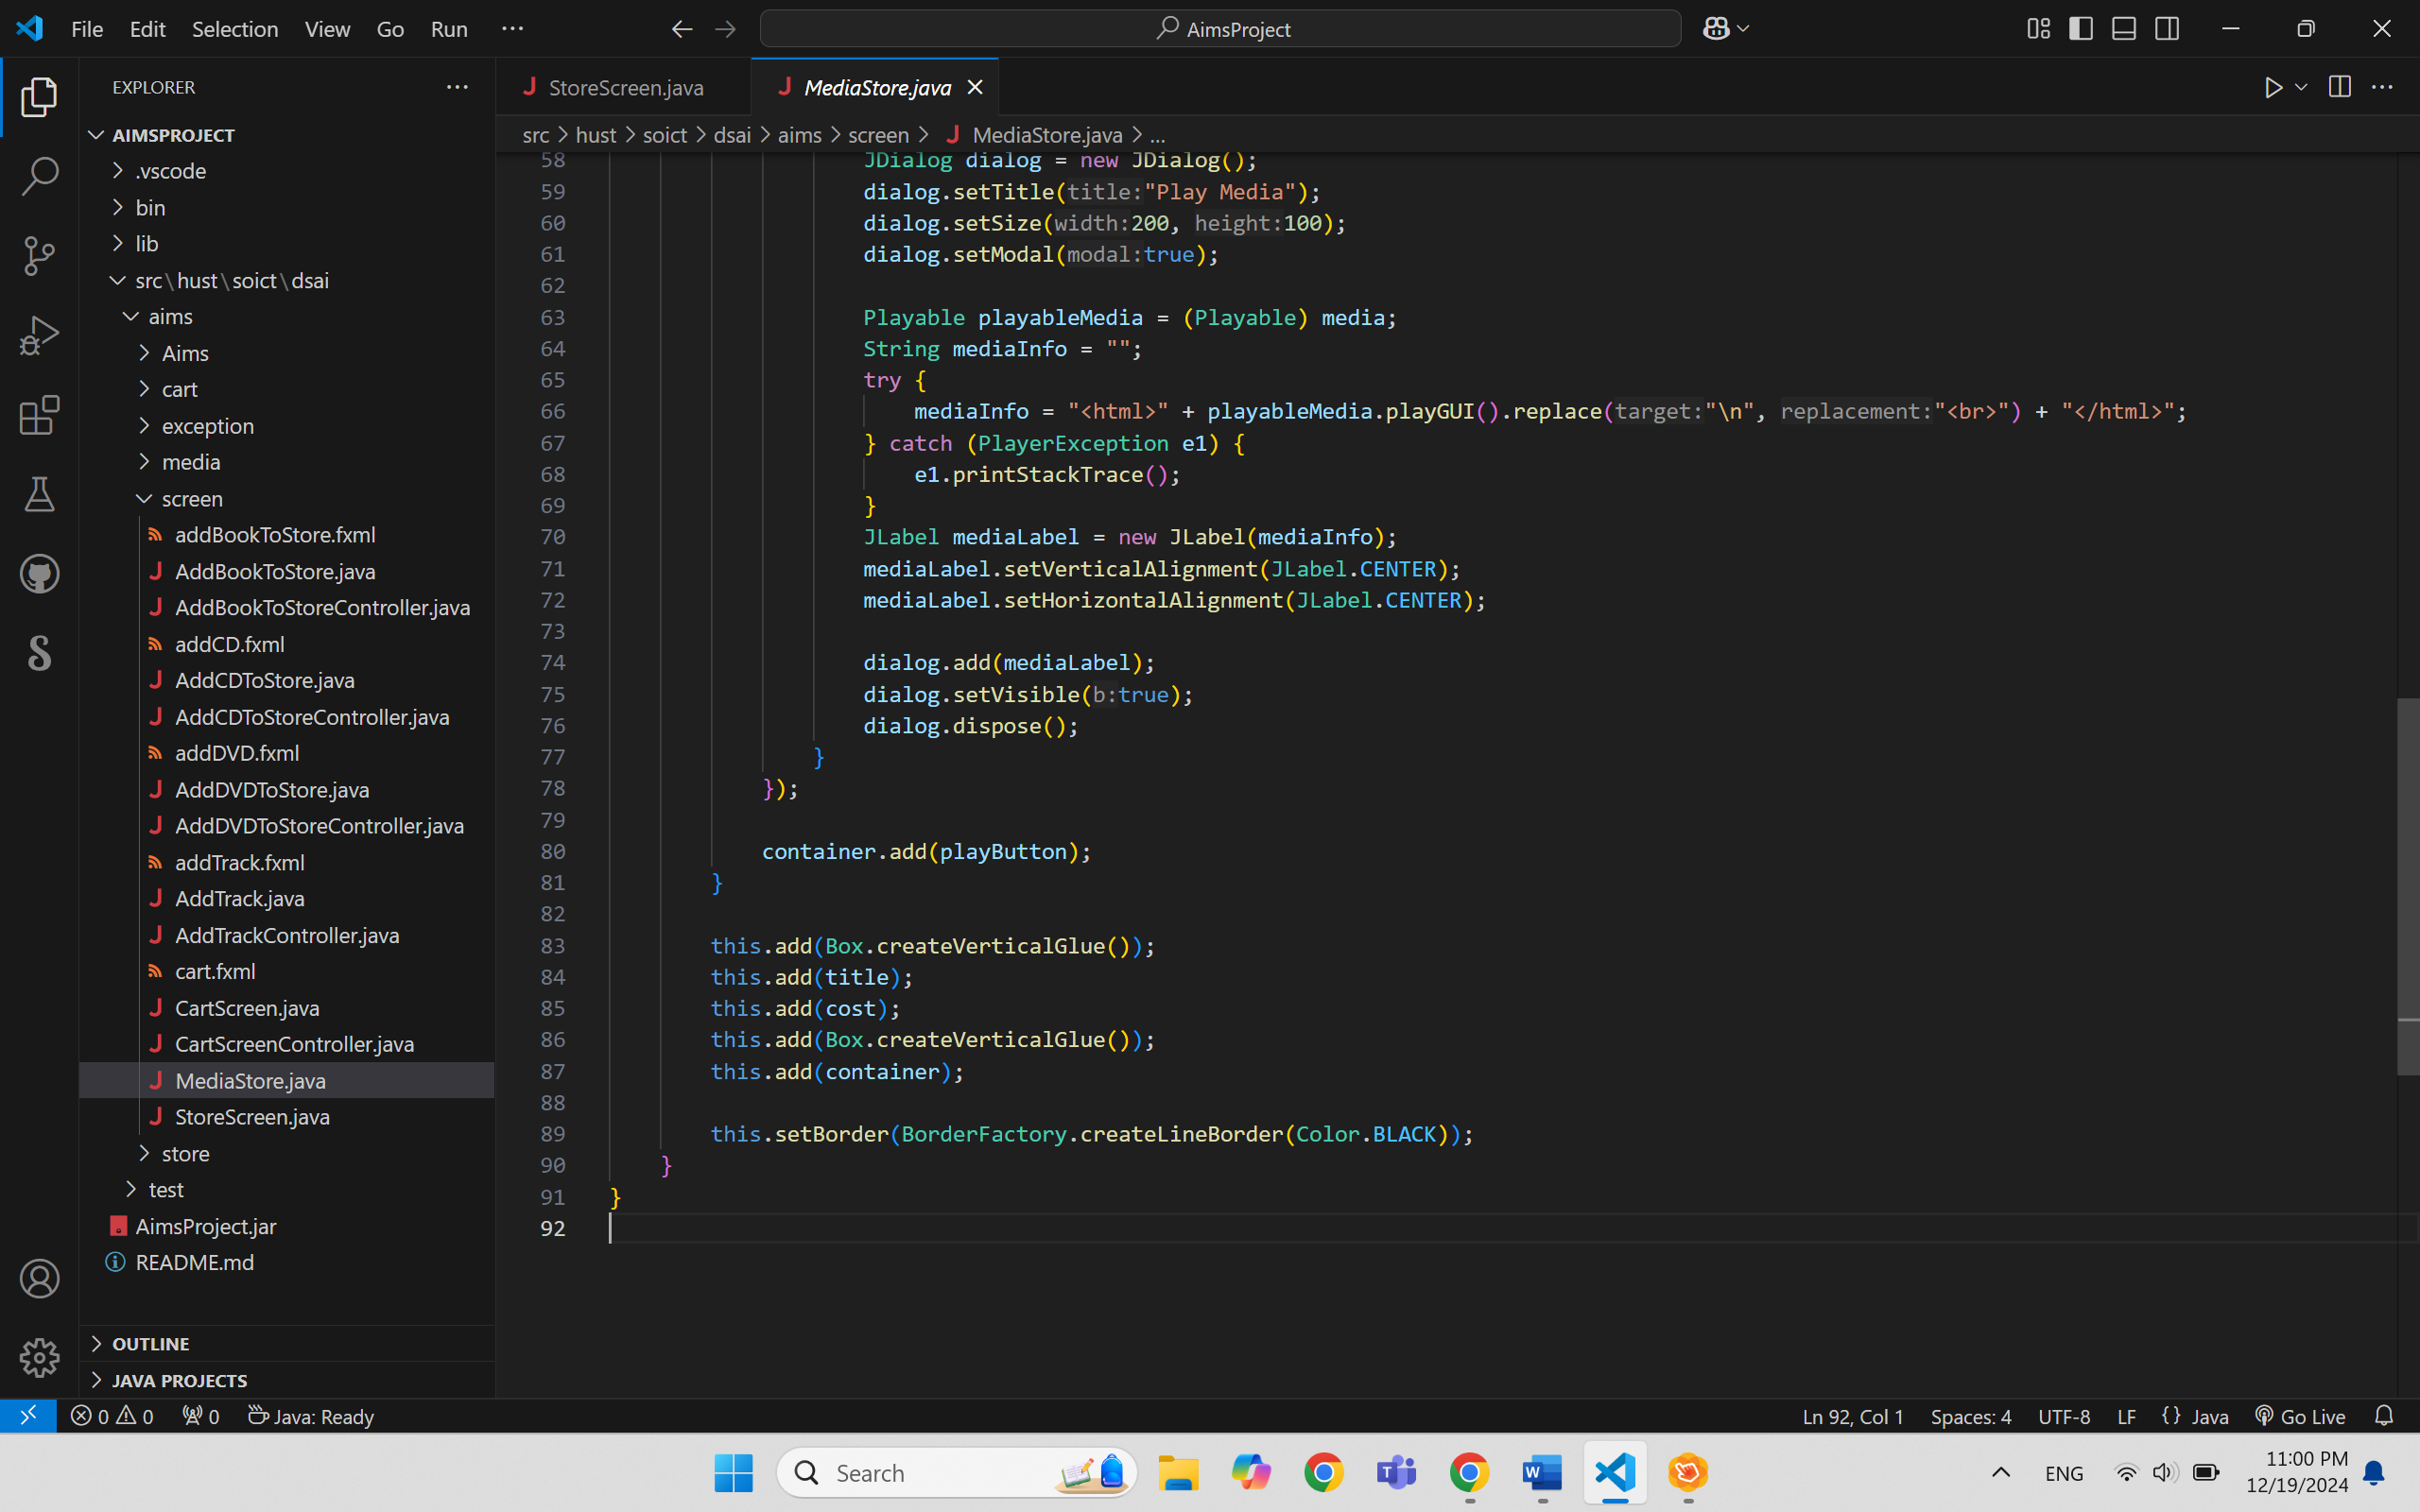 File Edit Selection View Go Run ··· AimsProject
EXPLORER ···
AIMSPROJECT
.vscode
bin
lib
src\hust\soict\dsai
aims
Aims
cart
exception
media
screen
addBookToStore.fxml
AddBookToStore.java
AddBookToStoreController.java
addCD.fxml
AddCDToStore.java
AddCDToStoreController.java
addDVD.fxml
AddDVDToStore.java
AddDVDToStoreController.java
addTrack.fxml
AddTrack.java
AddTrackController.java
cart.fxml
CartScreen.java
CartScreenController.java
MediaStore.java
StoreScreen.java
store
test
AimsProject.jar
README.md
OUTLINE
JAVA PROJECTS
StoreScreen.java MediaStore.java
src > hust > soict > dsai > aims > screen > MediaStore.java > ...
58 JDialog dialog = new JDialog();
59 dialog.setTitle(title:"Play Media");
60 dialog.setSize(width:200, height:100);
61 dialog.setModal(modal:true);
62
63 Playable playableMedia = (Playable) media;
64 String mediaInfo = "";
65 try {
66 mediaInfo = "<html>" + playableMedia.playGUI().replace(target:"\n", replacement:"<br>") + "</html>";
67 } catch (PlayerException e1) {
68 e1.printStackTrace();
69 }
70 JLabel mediaLabel = new JLabel(mediaInfo);
71 mediaLabel.setVerticalAlignment(JLabel.CENTER);
72 mediaLabel.setHorizontalAlignment(JLabel.CENTER);
73
74 dialog.add(mediaLabel);
75 dialog.setVisible(b:true);
76 dialog.dispose();
77 }
78 });
79
80 container.add(playButton);
81 }
82
83 this.add(Box.createVerticalGlue());
84 this.add(title);
85 this.add(cost);
86 this.add(Box.createVerticalGlue());
87 this.add(container);
88
89 this.setBorder(BorderFactory.createLineBorder(Color.BLACK));
90 }
91 }
92
0 0 0 Java: Ready Ln 92, Col 1 Spaces: 4 UTF-8 LF {} Java Go Live
Search ENG 11:00 PM
12/19/2024